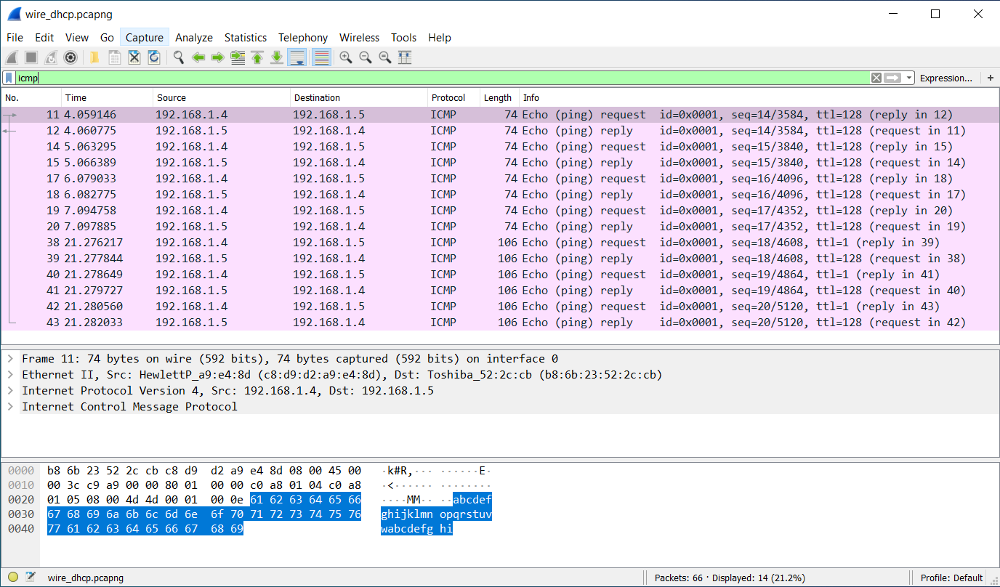 wire_dhcp.pcapng
File Edit View Go Capture Analyze Statistics Telephony Wireless Tools Help
icmp Expression... +
No. Time Source Destination Protocol Length Info
11 4.059146 192.168.1.4 192.168.1.5 ICMP 74 Echo (ping) request id=0x0001, seq=14/3584, ttl=128 (reply in 12)
12 4.060775 192.168.1.5 192.168.1.4 ICMP 74 Echo (ping) reply id=0x0001, seq=14/3584, ttl=128 (request in 11)
14 5.063295 192.168.1.4 192.168.1.5 ICMP 74 Echo (ping) request id=0x0001, seq=15/3840, ttl=128 (reply in 15)
15 5.066389 192.168.1.5 192.168.1.4 ICMP 74 Echo (ping) reply id=0x0001, seq=15/3840, ttl=128 (request in 14)
17 6.079033 192.168.1.4 192.168.1.5 ICMP 74 Echo (ping) request id=0x0001, seq=16/4096, ttl=128 (reply in 18)
18 6.082775 192.168.1.5 192.168.1.4 ICMP 74 Echo (ping) reply id=0x0001, seq=16/4096, ttl=128 (request in 17)
19 7.094758 192.168.1.4 192.168.1.5 ICMP 74 Echo (ping) request id=0x0001, seq=17/4352, ttl=128 (reply in 20)
20 7.097885 192.168.1.5 192.168.1.4 ICMP 74 Echo (ping) reply id=0x0001, seq=17/4352, ttl=128 (request in 19)
38 21.276217 192.168.1.4 192.168.1.5 ICMP 106 Echo (ping) request id=0x0001, seq=18/4608, ttl=1 (reply in 39)
39 21.277844 192.168.1.5 192.168.1.4 ICMP 106 Echo (ping) reply id=0x0001, seq=18/4608, ttl=128 (request in 38)
40 21.278649 192.168.1.4 192.168.1.5 ICMP 106 Echo (ping) request id=0x0001, seq=19/4864, ttl=1 (reply in 41)
41 21.279727 192.168.1.5 192.168.1.4 ICMP 106 Echo (ping) reply id=0x0001, seq=19/4864, ttl=128 (request in 40)
42 21.280560 192.168.1.4 192.168.1.5 ICMP 106 Echo (ping) request id=0x0001, seq=20/5120, ttl=1 (reply in 43)
43 21.282033 192.168.1.5 192.168.1.4 ICMP 106 Echo (ping) reply id=0x0001, seq=20/5120, ttl=128 (request in 42)
Frame 11: 74 bytes on wire (592 bits), 74 bytes captured (592 bits) on interface 0
Ethernet II, Src: HewlettP_a9:e4:8d (c8:d9:d2:a9:e4:8d), Dst: Toshiba_52:2c:cb (b8:6b:23:52:2c:cb)
Internet Protocol Version 4, Src: 192.168.1.4, Dst: 192.168.1.5
Internet Control Message Protocol
0000 b8 6b 23 52 2c cb c8 d9 d2 a9 e4 8d 08 00 45 00 ·k#R,··· ······E·
0010 00 3c c9 a9 00 00 80 01 00 00 c0 a8 01 04 c0 a8 ·<······ ········
0020 01 05 08 00 4d 4d 00 01 00 0e 61 62 63 64 65 66 ····MM·· ··abcdef
0030 67 68 69 6a 6b 6c 6d 6e 6f 70 71 72 73 74 75 76 ghijklmn opqrstuv
0040 77 61 62 63 64 65 66 67 68 69 wabcdefg hi
wire_dhcp.pcapng Packets: 66 · Displayed: 14 (21.2%) Profile: Default